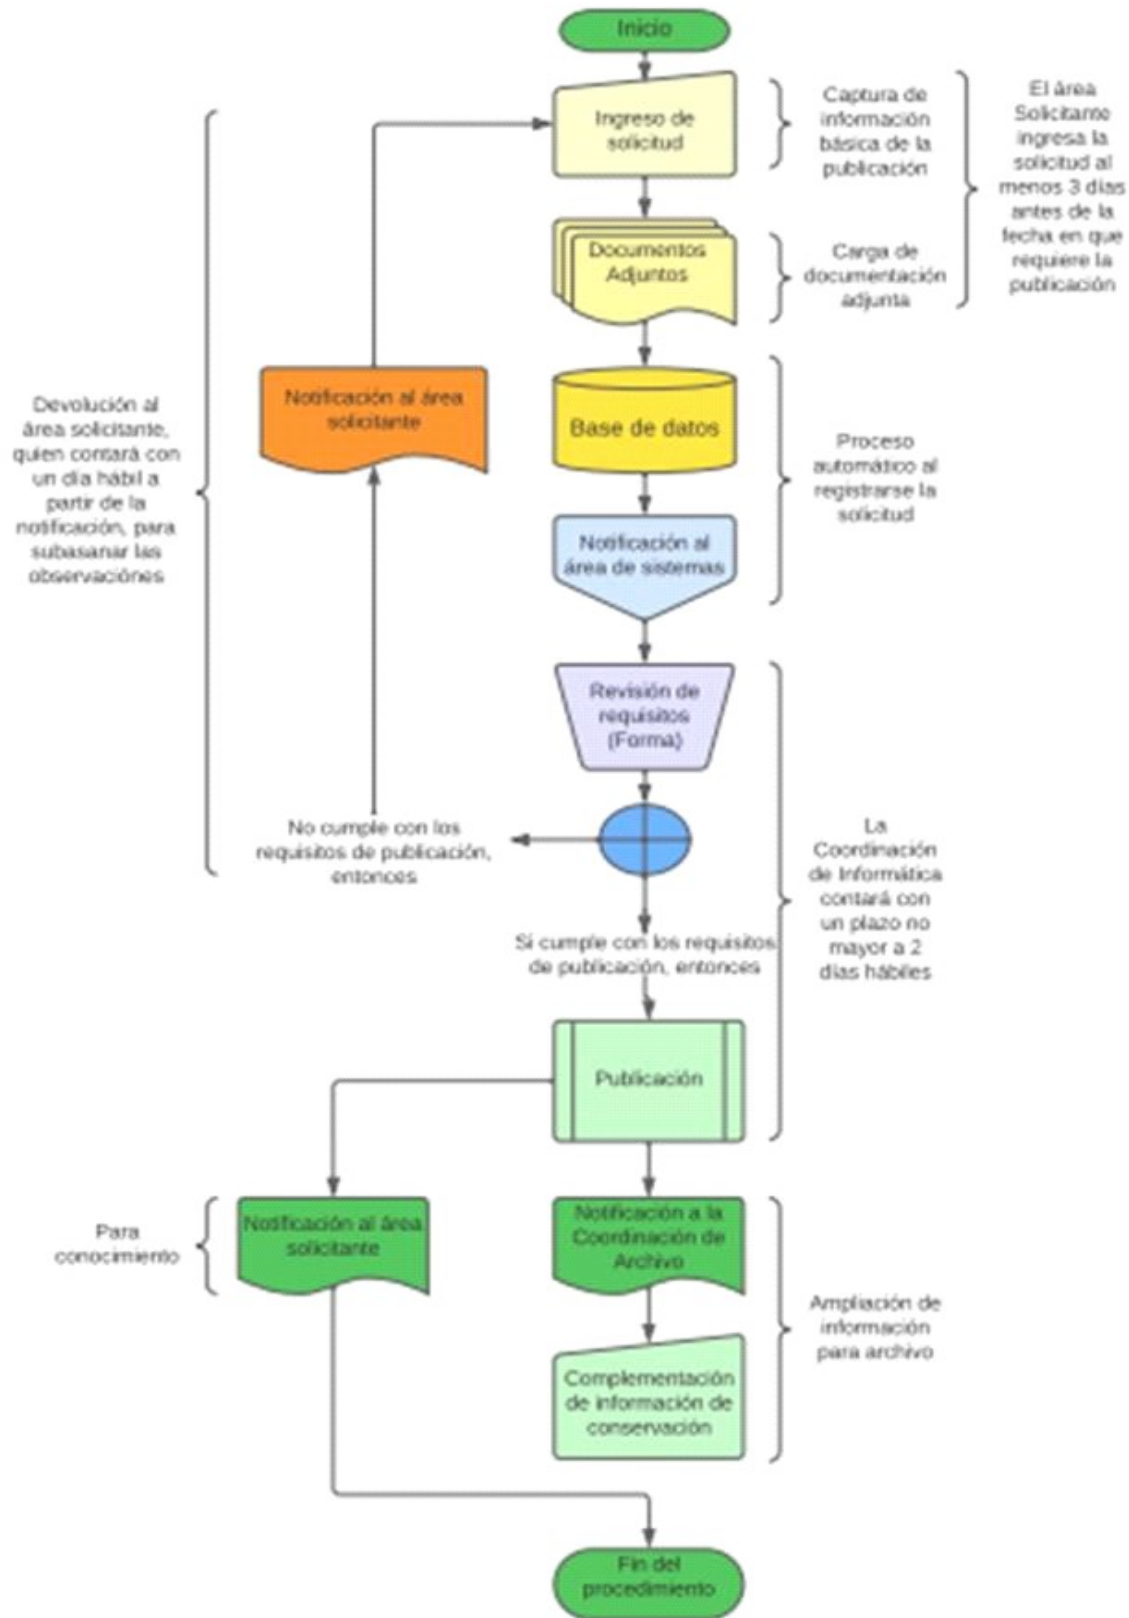 Inicio
Ingreso de
solicitud
Captura de
información
básica de la
publicación
El área
Solicitante
ingresa la
solicitud al
menos 3 días
antes de la
fecha en que
requiere la
publicación
Documentos
Adjuntos
Carga de
documentación
adjunta
Notificación al área
solicitante
Base de datos
Devolución al
área solicitante,
quien contará con
un día hábil a
partir de la
notificación, para
subasanar las
observaciónes
Proceso
automático al
registrarse la
solicitud
Notificación al
área de sistemas
Revisión de
requisitos
(Forma)
No cumple con los
requisitos de publicación,
entonces
La
Coordinación
de Informática
contará con
un plazo no
mayor a 2
días hábiles
Si cumple con los requisitos
de publicación, entonces
Publicación
Para
conocimiento
Notificación al área
solicitante
Notificación a la
Coordinación de
Archivo
Ampliación de
información
para archivo
Complementación
de información de
conservación
Fin del
procedimiento